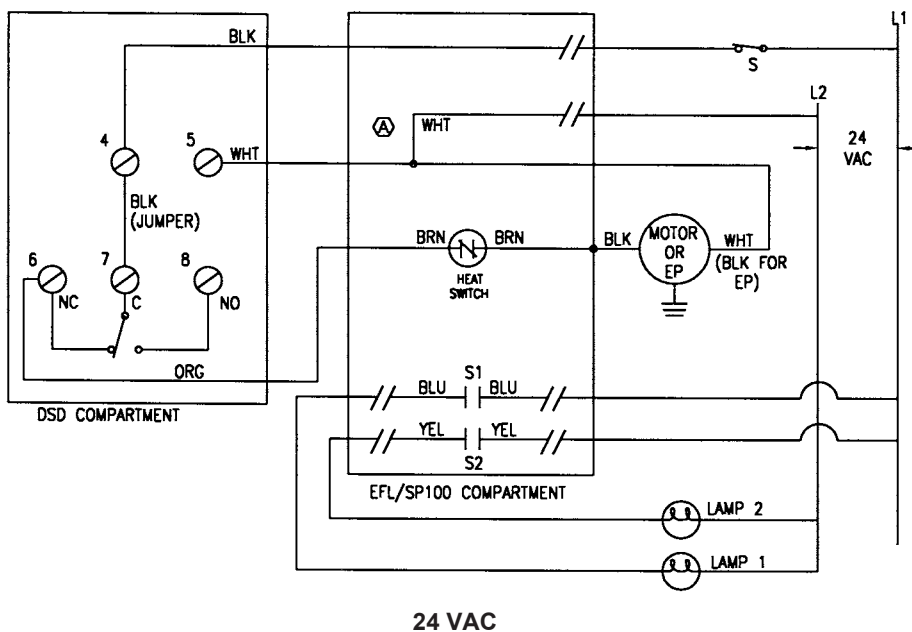 L1
BLK
S
L2
A
WHT
24
VAC
4
5
WHT
BLK
(JUMPER)
BRN
BRN
BLK
MOTOR
OR
EP
WHT
(BLK FOR
EP)
HEAT
SWITCH
6
7
8
NC
C
NO
ORG
DSD COMPARTMENT
S1
BLU
BLU
YEL
YEL
S2
EFL/SP100 COMPARTMENT
LAMP 2
LAMP 1
24 VAC